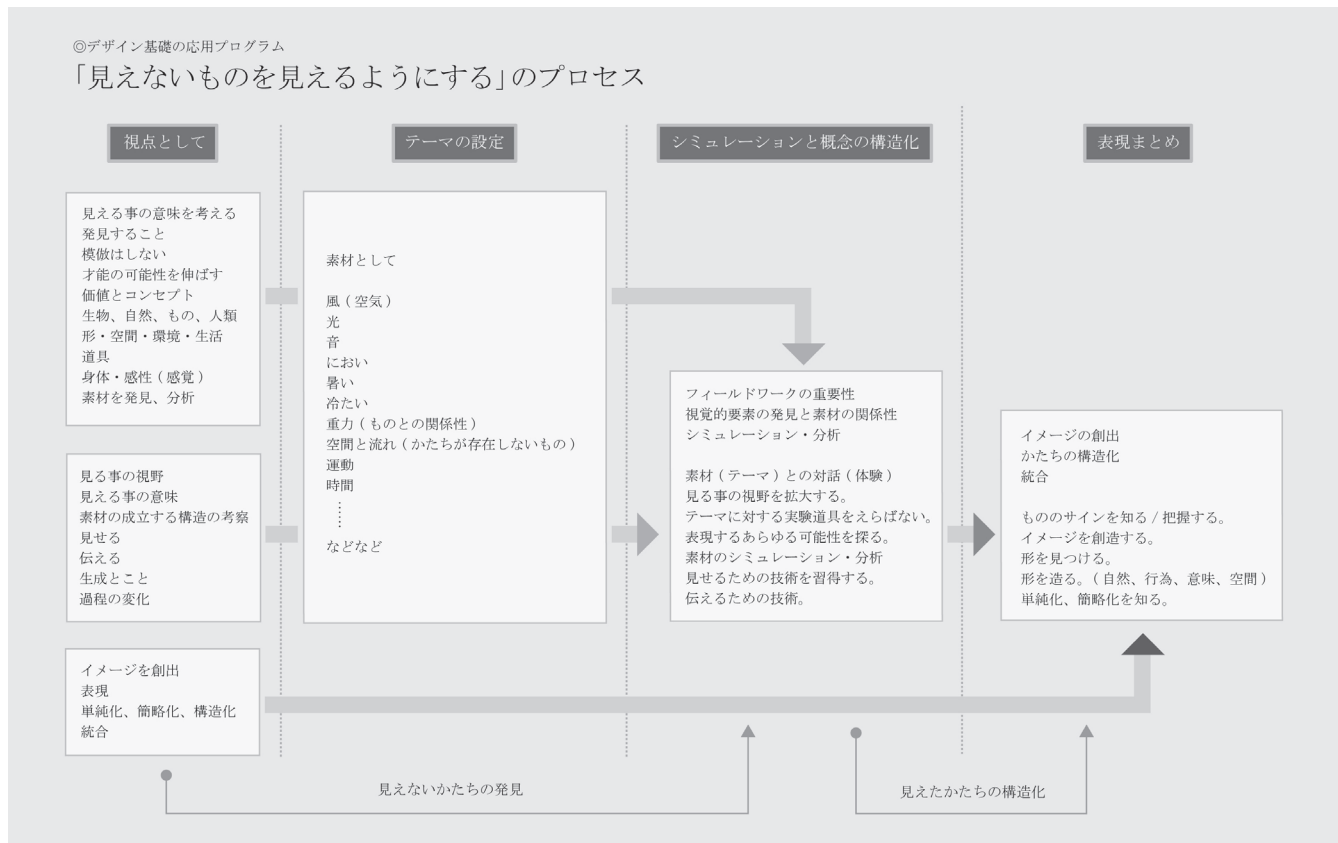 ◎デザイン基礎の応用プログラム
「見えないものを見えるようにする」のプロセス
視点として
見える事の意味を考える
発見すること
模倣はしない
才能の可能性を伸ばす
価値とコンセプト
生物、自然、もの、人類
形・空間・環境・生活
道具
身体・感性(感覚)
素材を発見、分析
見る事の視野
見える事の意味
素材の成立する構造の考察
見せる
伝える
生成とこと
過程の変化
イメージを創出
表現
単純化、簡略化、構造化
統合
テーマの設定
素材として
風(空気)
光
音
におい
暑い
冷たい
重力(ものとの関係性)
空間と流れ(かたちが存在しないもの)
運動
時間
……
などなど
シミュレーションと概念の構造化
フィールドワークの重要性
視覚的要素の発見と素材の関係性
シミュレーション・分析
素材(テーマ)との対話(体験)
見る事の視野を拡大する。
テーマに対する実験道具をえらばない。
表現するあらゆる可能性を探る。
素材のシミュレーション・分析
見せるための技術を習得する。
伝えるための技術。
表現まとめ
イメージの創出
かたちの構造化
統合
もののサインを知る/把握する。
イメージを創造する。
形を見つける。
形を造る。(自然、行為、意味、空間)
単純化、簡略化を知る。
見えないかたちの発見
見えたかたちの構造化